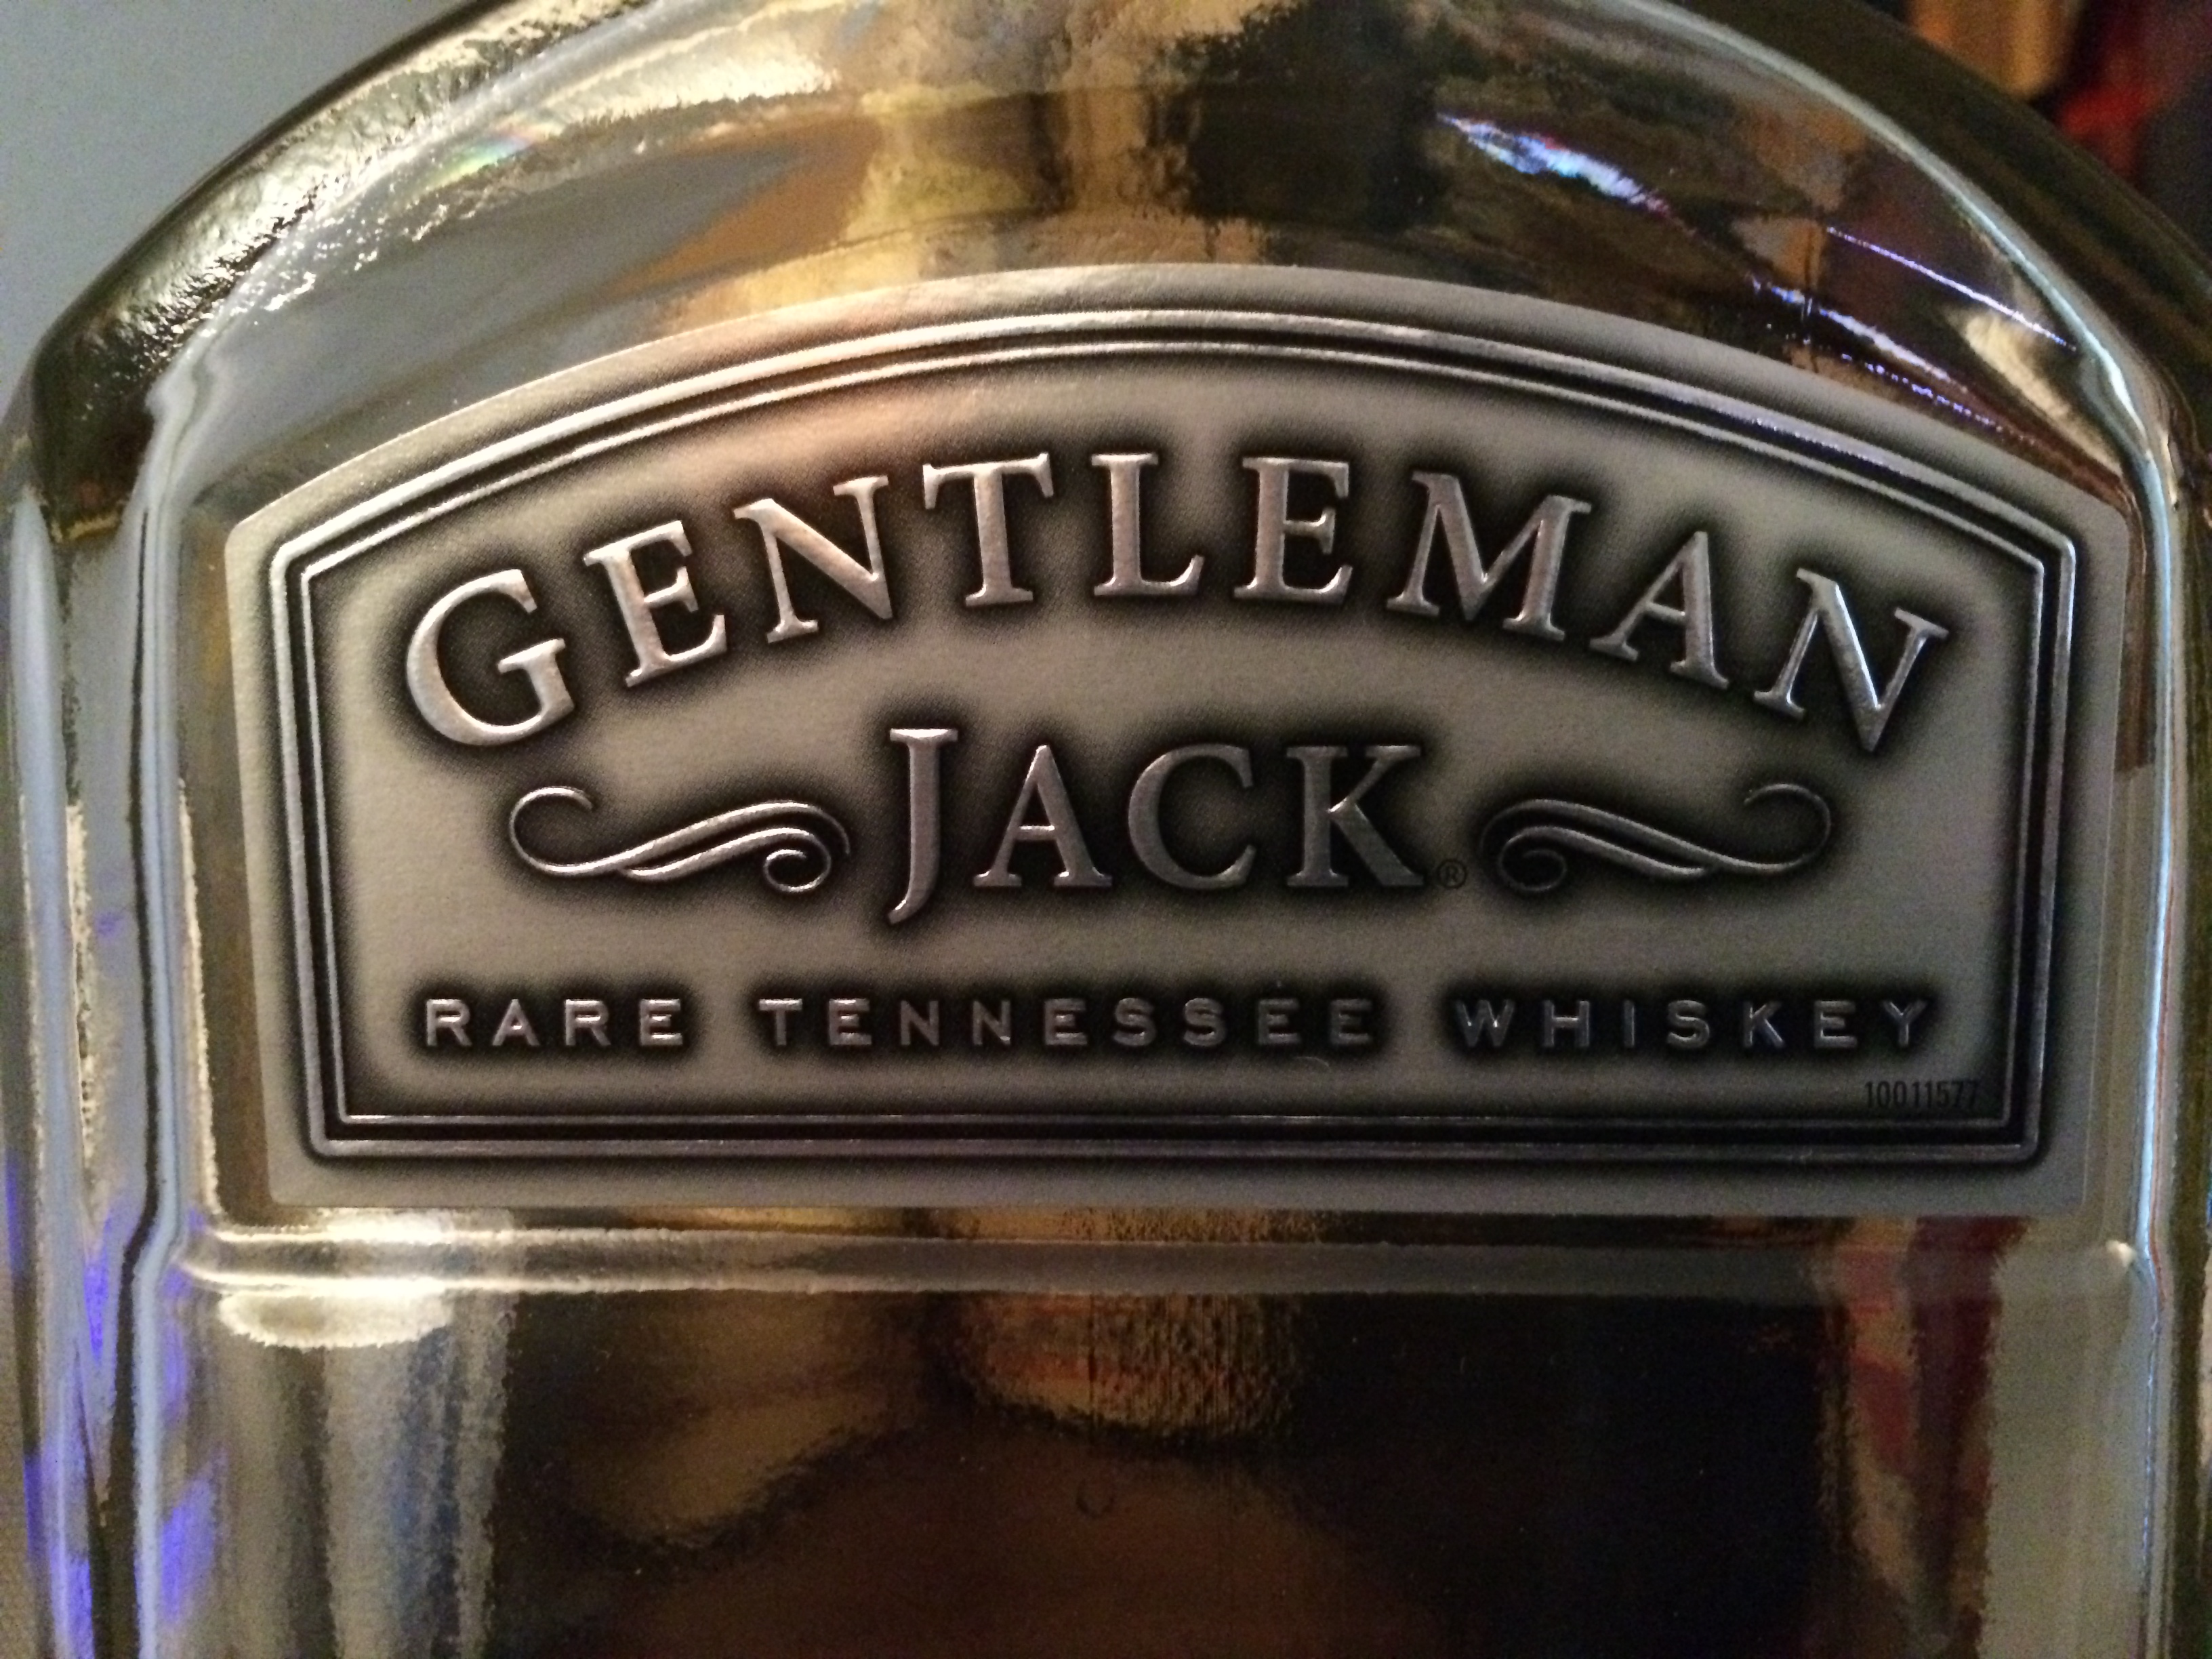 GENTLEMAN
JACK®
RARE TENNESSEE WHISKEY
10011577